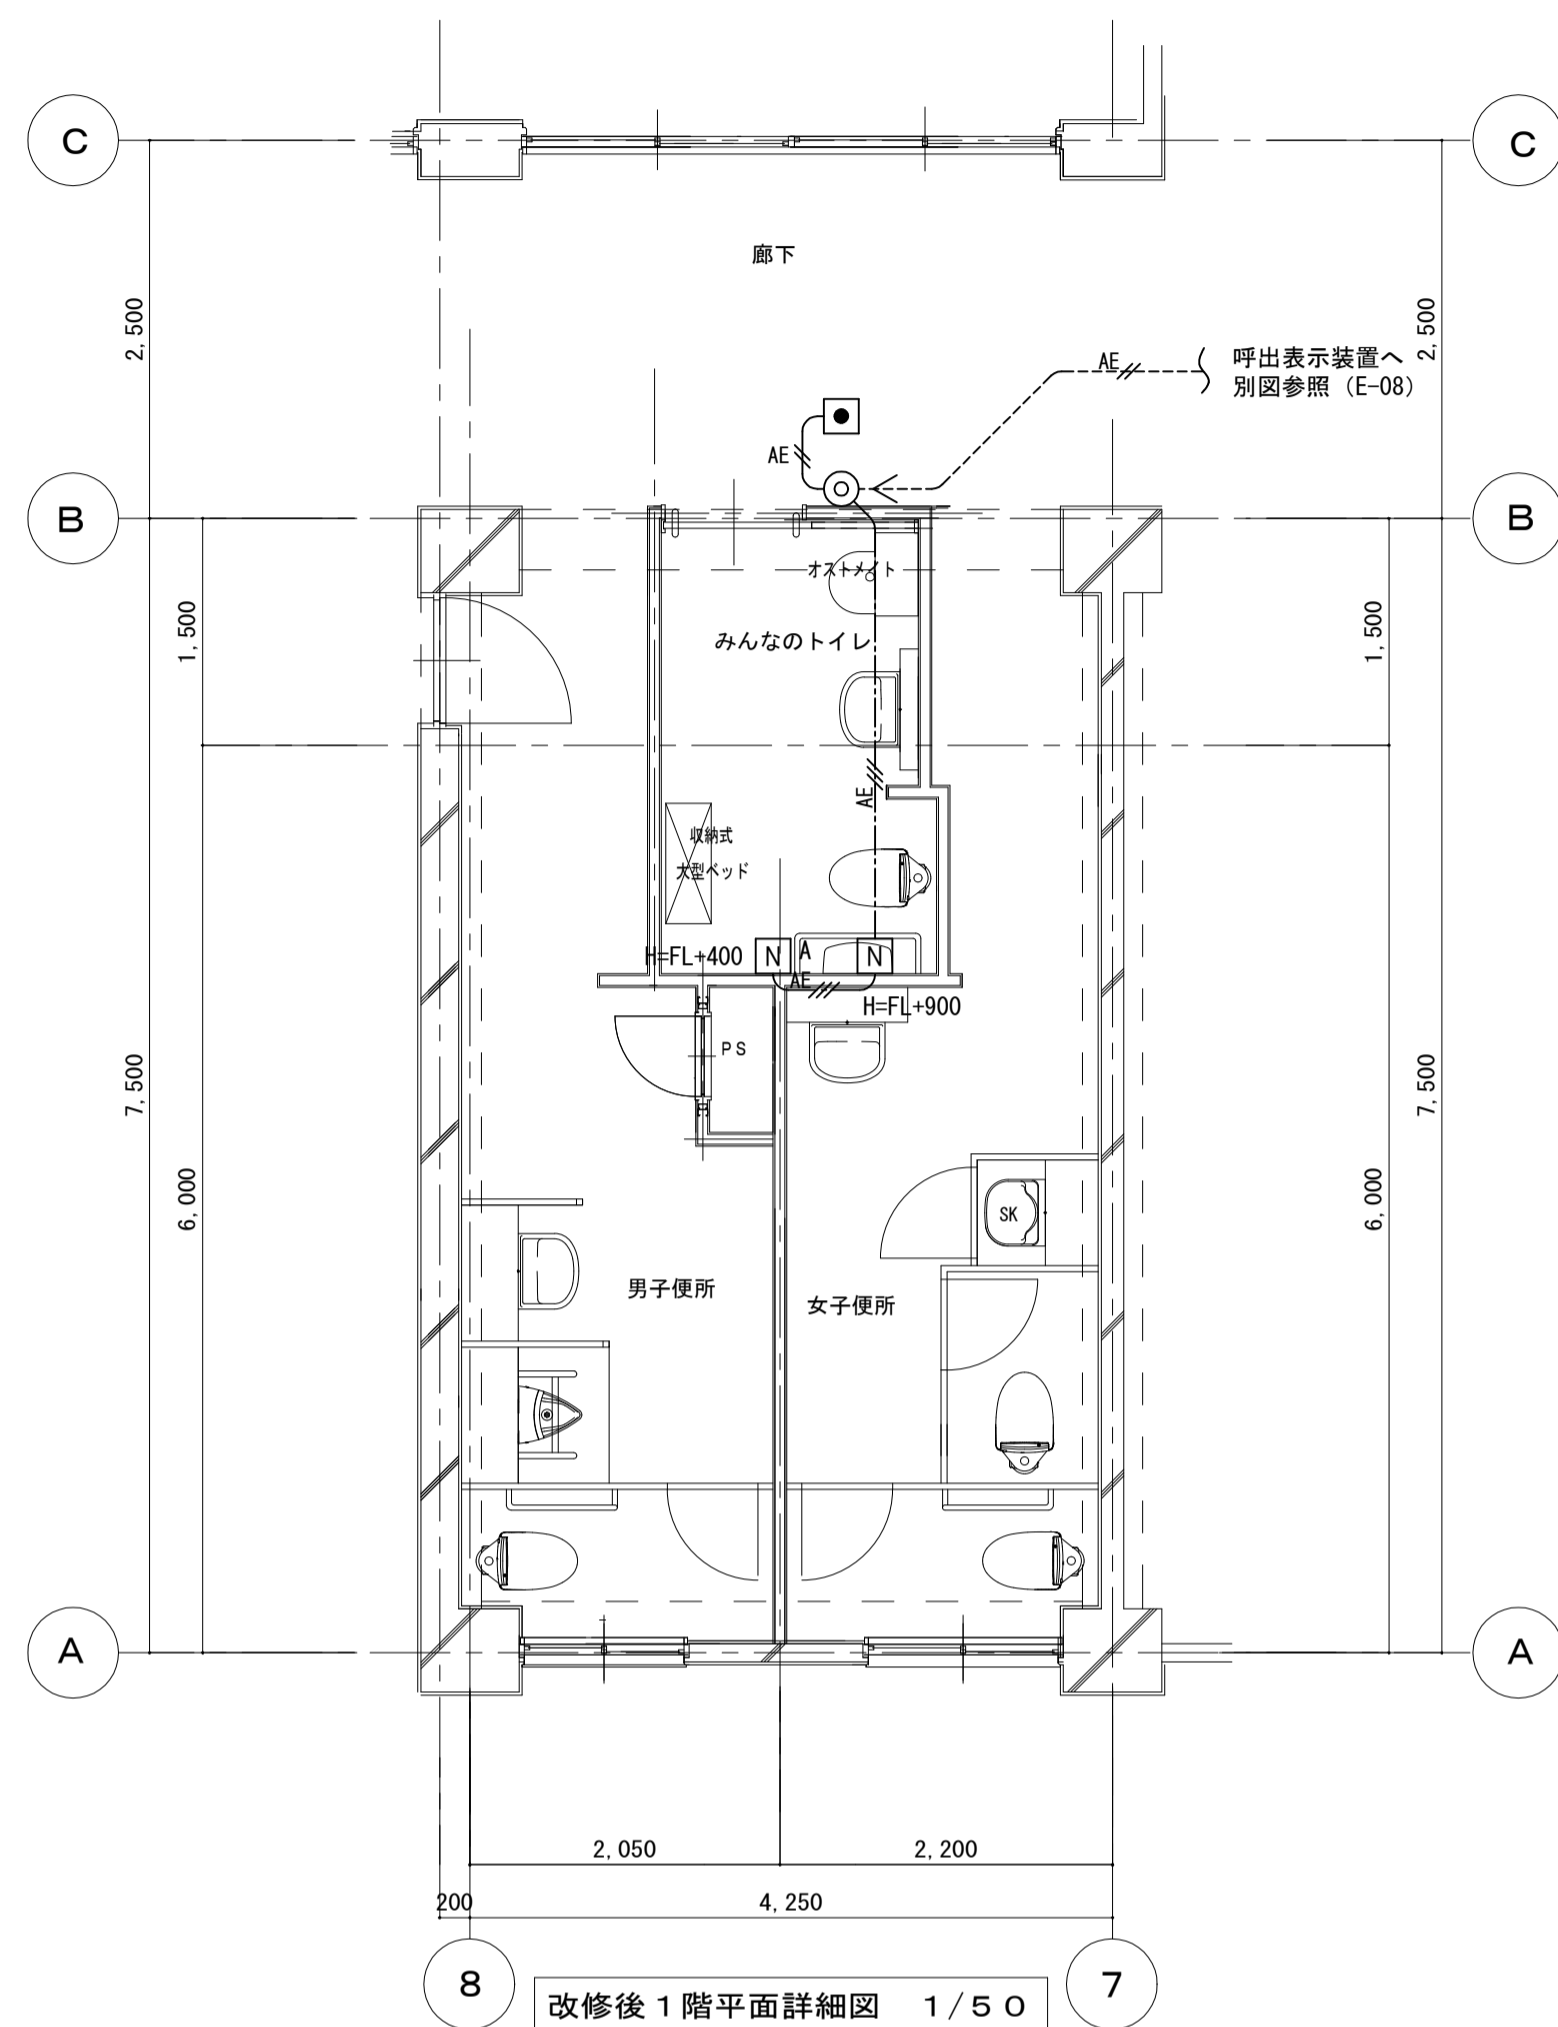 C
C
廊下
2,500
2,500
AE
呼出表示装置へ
別図参照（E-08）
AE
B
B
オストメイト
1,500
みんなのトイレ
1,500
AE
収納式
大型ベッド
H=FL+400
N
A
N
AE
H=FL+900
PS
7,500
7,500
6,000
6,000
SK
男子便所
女子便所
A
A
2,050
2,200
200
4,250
8
7
改修後1階平面詳細図　1/50